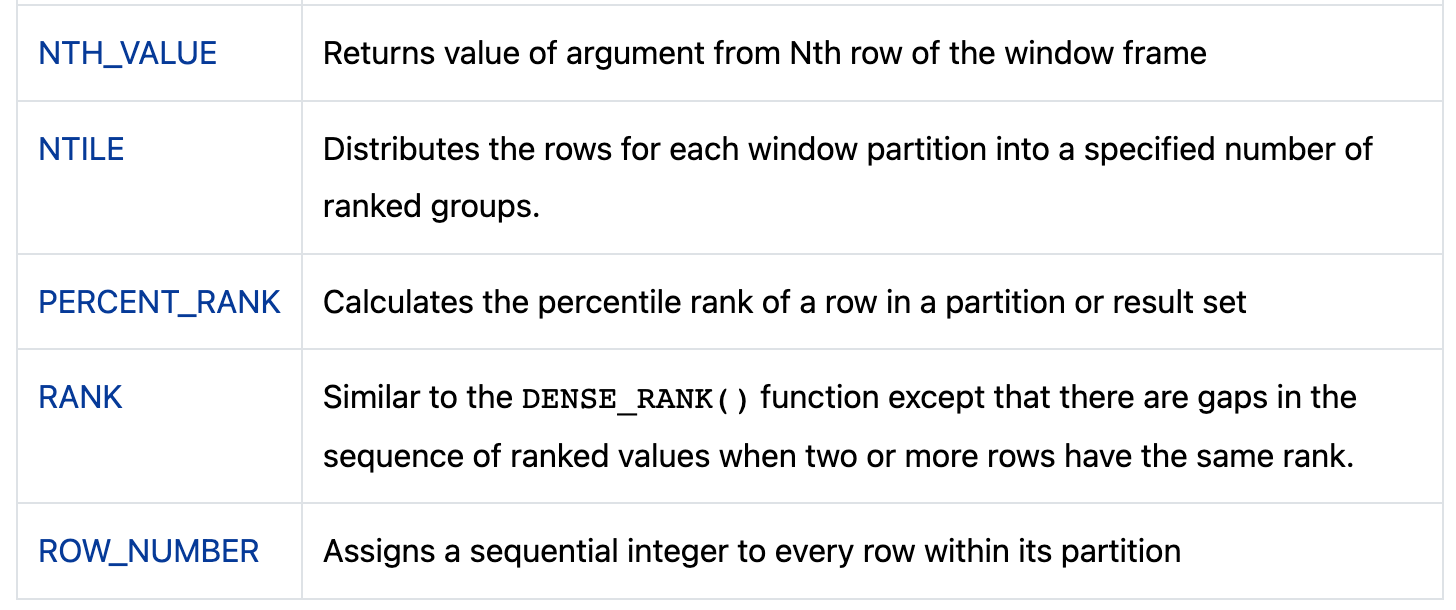 NTH_VALUE
Returns value of argument from Nth row of the window frame
NTILE
Distributes the rows for each window partition into a specified number of
ranked groups.
PERCENT_RANK
Calculates the percentile rank of a row in a partition or result set
RANK
Similar to the DENSE_RANK() function except that there are gaps in the
sequence of ranked values when two or more rows have the same rank.
ROW_NUMBER
Assigns a sequential integer to every row within its partition